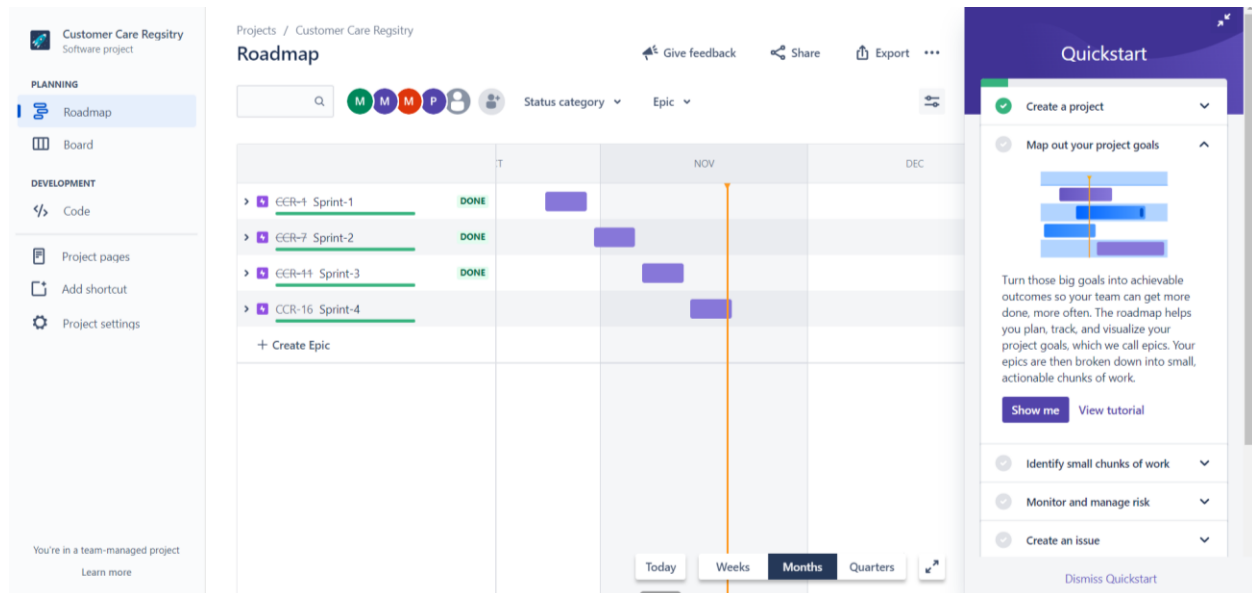 Customer Care Regsitry
Software project
PLANNING
Roadmap
Board
DEVELOPMENT
Code
Project pages
Add shortcut
Project settings
You're in a team-managed project
Learn more
Projects / Customer Care Regsitry
Roadmap
Give feedback
Share
Export
M M M P
Status category
Epic
T NOV DEC
CCR-1 Sprint-1 DONE
CCR-7 Sprint-2 DONE
CCR-11 Sprint-3 DONE
CCR-16 Sprint-4
+ Create Epic
Today Weeks Months Quarters
Quickstart
Create a project
Map out your project goals
Turn those big goals into achievable
outcomes so your team can get more
done, more often. The roadmap helps
you plan, track, and visualize your
project goals, which we call epics. Your
epics are then broken down into small,
actionable chunks of work.
Show me View tutorial
Identify small chunks of work
Monitor and manage risk
Create an issue
Dismiss Quickstart